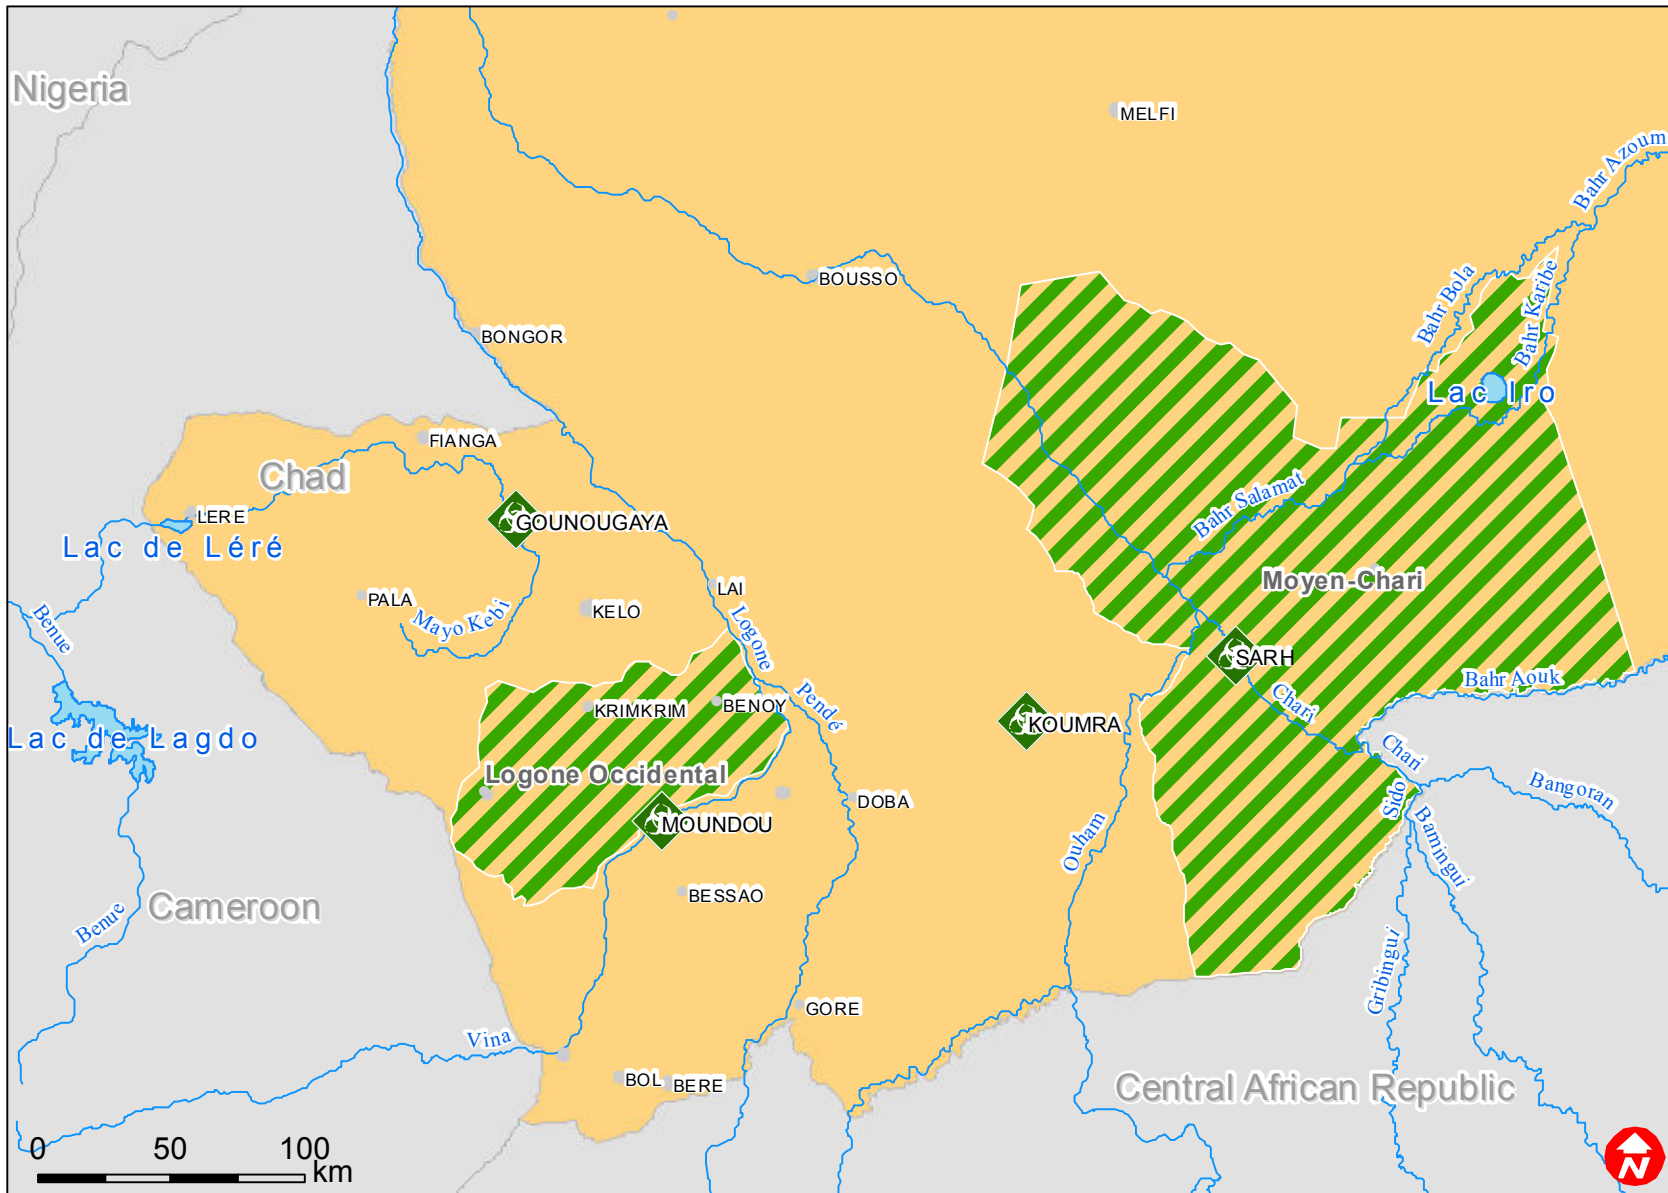 Nigeria
MELFI
Bahr Azoum
BOUSSO
Bahr Bola
Bahr Karibe
BONGOR
Lac Iro
FIANGA
Chad
LERE
GOUNOUGAYA
Bahr Salamat
Lac de Léré
Moyen-Chari
LAI
PALA
KELO
Mayo Kebi
Benue
Logone
SARH
Bahr Aouk
Pendé
Chari
KRIMKRIM
BENOY
KOUMRA
Lac de Lagdo
Chari
Logone Occidental
Bangoran
Sido
DOBA
MOUNDOU
Bamingui
Ouham
BESSAO
Cameroon
Benue
Gribingui
GORE
Vina
BOL
BERE
Central African Republic
0 50 100
km
N